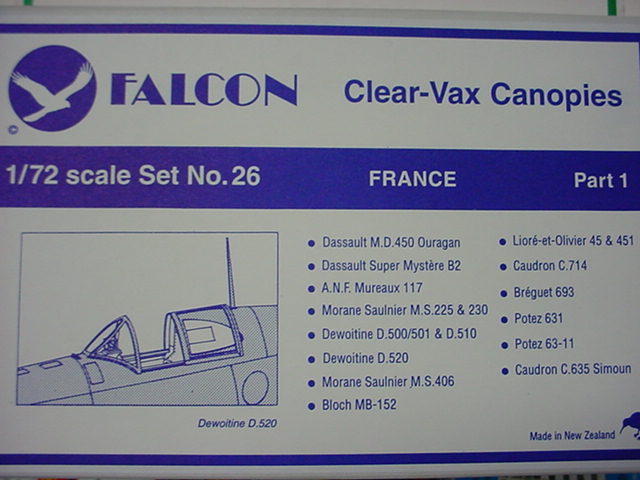 FALCON
Clear-Vax Canopies
©
1/72 scale Set No. 26
FRANCE
Part 1
Dewoitine D.520
• Dassault M.D.450 Ouragan
• Dassault Super Mystère B2
• A.N.F. Mureaux 117
• Morane Saulnier M.S.225 & 230
• Dewoitine D.500/501 & D.510
• Dewoitine D.520
• Morane Saulnier M.S.406
• Bloch MB-152
• Lioré-et-Olivier 45 & 451
• Caudron C.714
• Bréguet 693
• Potez 631
• Potez 63-11
• Caudron C.635 Simoun
Made in New Zealand